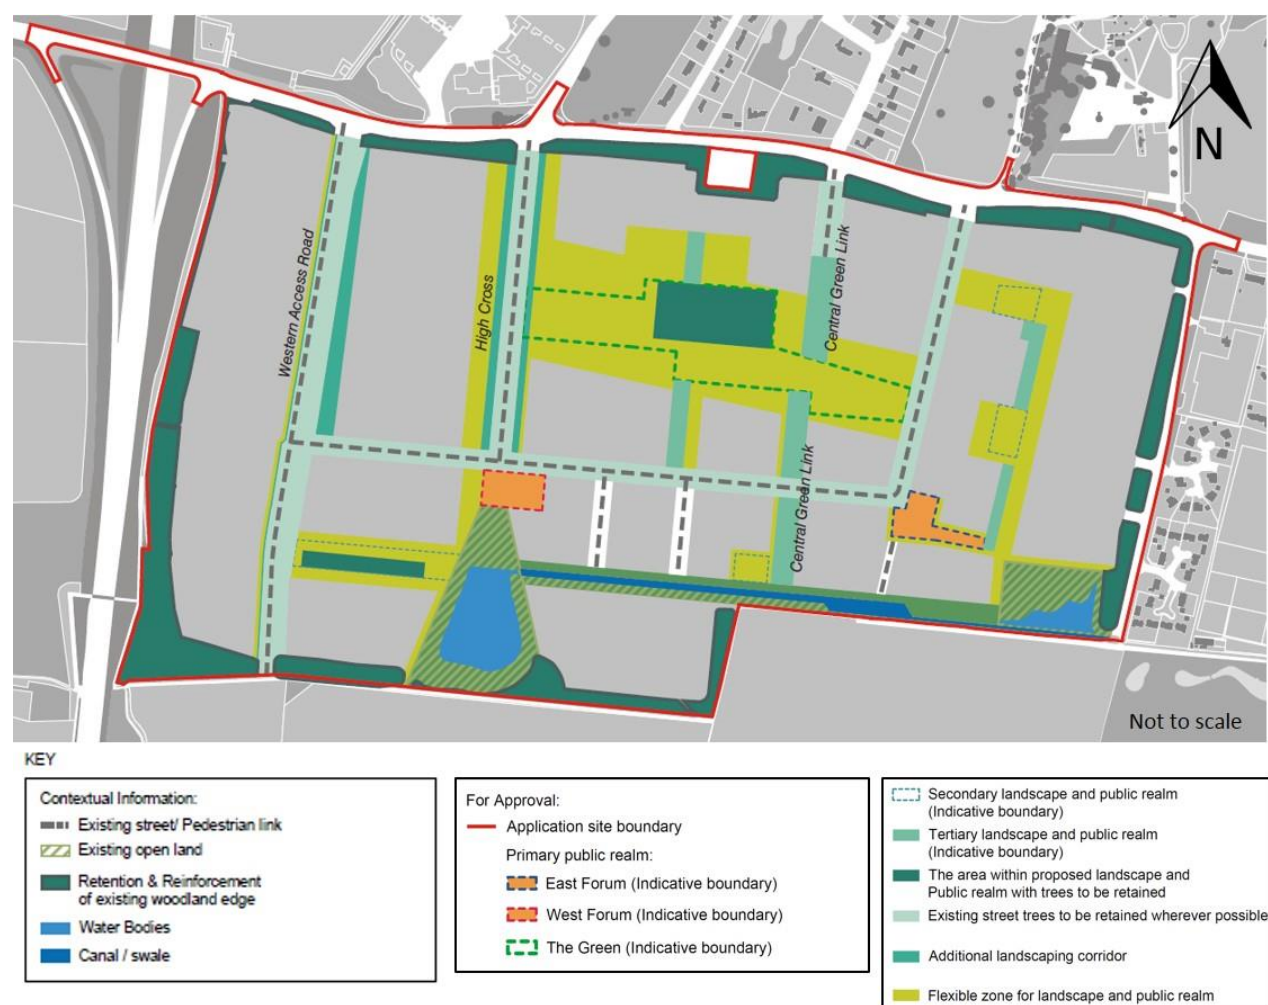 N
Western Access Road
High Cross
Central Green Link
Central Green Link
Not to scale
KEY
Contextual Information:
Existing street/ Pedestrian link
Existing open land
Retention & Reinforcement
of existing woodland edge
Water Bodies
Canal / swale
For Approval:
Application site boundary
Primary public realm:
East Forum (Indicative boundary)
West Forum (Indicative boundary)
The Green (Indicative boundary)
Secondary landscape and public realm
(Indicative boundary)
Tertiary landscape and public realm
(Indicative boundary)
The area within proposed landscape and
Public realm with trees to be retained
Existing street trees to be retained wherever possible
Additional landscaping corridor
Flexible zone for landscape and public realm